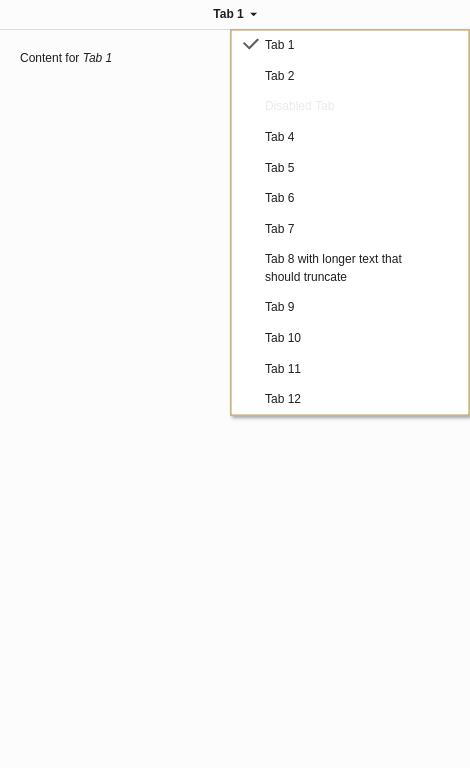 Tab 1
Content for Tab 1
Tab 1
Tab 2
Disabled Tab
Tab 4
Tab 5
Tab 6
Tab 7
Tab 8 with longer text that
should truncate
Tab 9
Tab 10
Tab 11
Tab 12